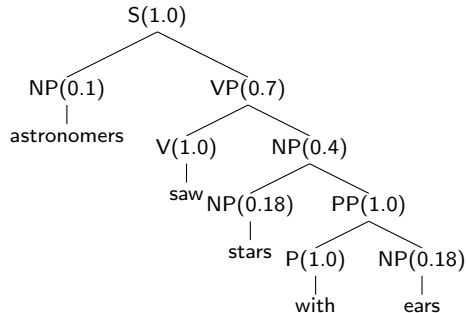 S(1.0)
NP(0.1) VP(0.7)
astronomers
V(1.0) NP(0.4)
saw
NP(0.18) PP(1.0)
stars
P(1.0) NP(0.18)
with ears